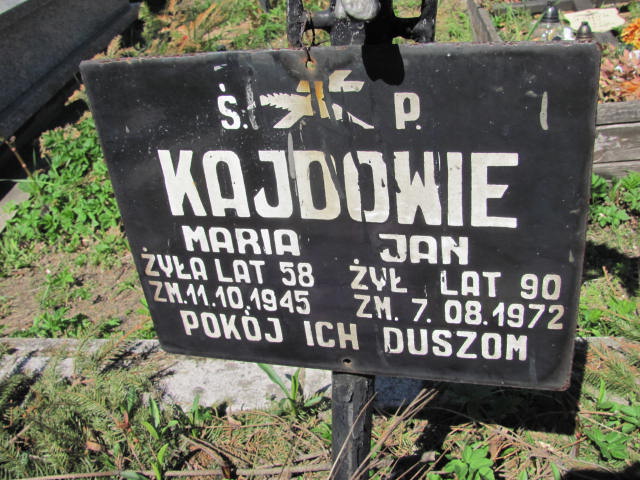 Ś. P.
KAJDOWIE
MARIA JAN
ŻYŁA LAT 58 ŻYŁ LAT 90
ZM.11.10.1945 ZM. 7. 08.1972
POKÓJ ICH DUSZOM